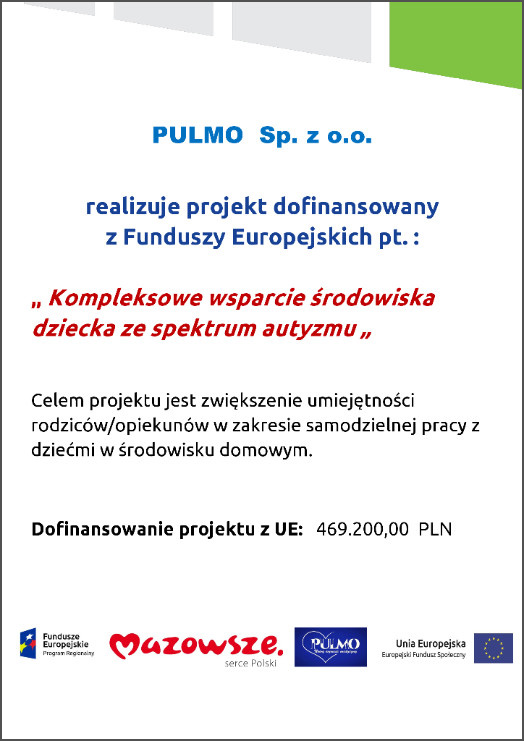 PULMO Sp. z o.o.
realizuje projekt dofinansowany
z Funduszy Europejskich pt. :
„ Kompleksowe wsparcie środowiska
dziecka ze spektrum autyzmu „
Celem projektu jest zwiększenie umiejętności
rodziców/opiekunów w zakresie samodzielnej pracy z
dziećmi w środowisku domowym.
Dofinansowanie projektu z UE: 469.200,00 PLN
Fundusze
Europejskie
Program Regionalny
Mazowsze.
serce Polski
PULMO
Unia Europejska
Europejski Fundusz Społeczny